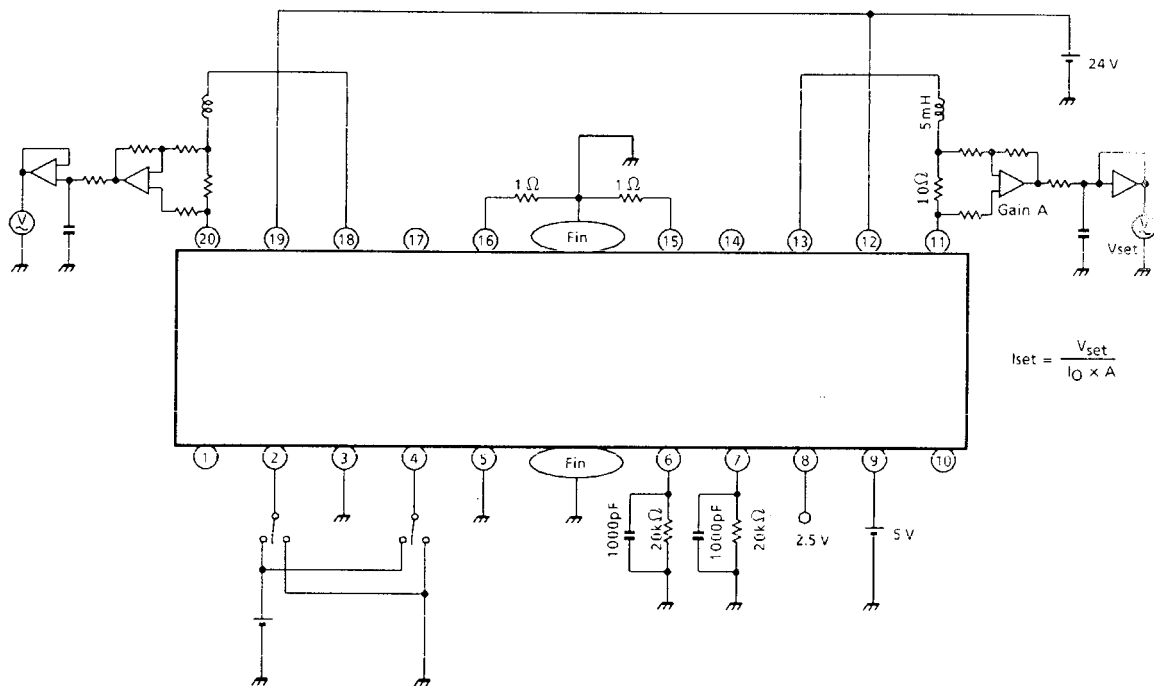 24 V
5mH
10Ω
Gain A
V
V
Vset
1 Ω
1 Ω
Fin
20
19
18
17
16
15
14
13
12
11
Iset = Vset / IO × A
1
2
3
4
5
Fin
6
7
8
9
10
1000pF
20kΩ
1000pF
20kΩ
2.5 V
5 V